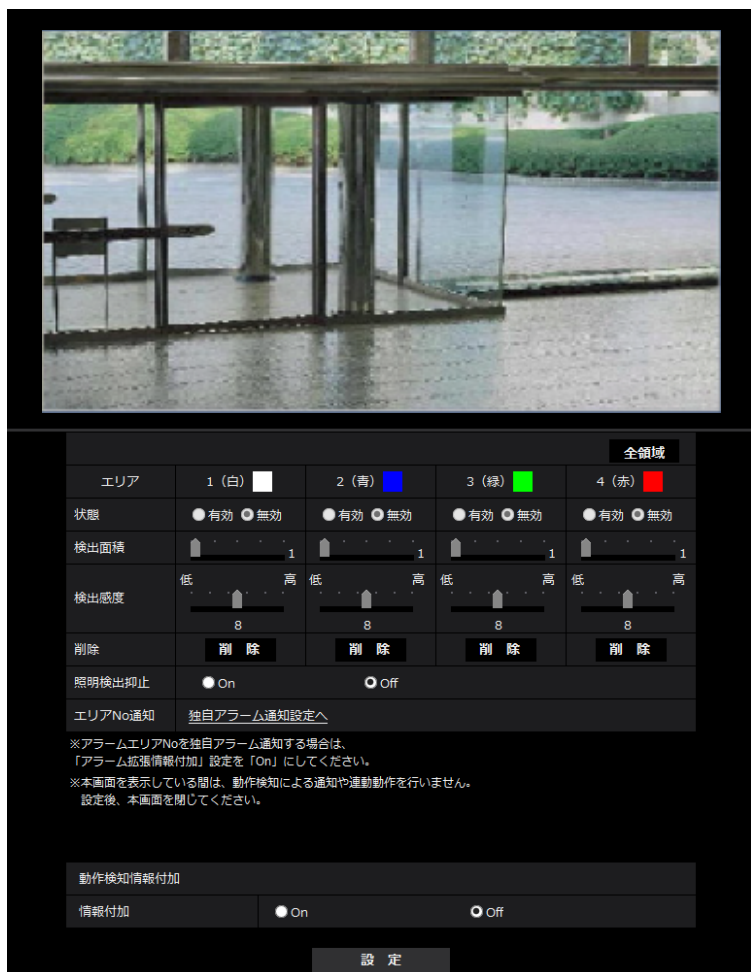 全領域
エリア 1（白） 2（青） 3（緑） 4（赤）
状態 有効 無効 有効 無効 有効 無効 有効 無効
検出面積 1 1 1 1
低 高 低 高 低 高 低 高
検出感度
8 8 8 8
削除 削 除 削 除 削 除 削 除
照明検出抑止 On Off
エリアNo通知 独自アラーム通知設定へ
※アラームエリアNoを独自アラーム通知する場合は、
「アラーム拡張情報付加」設定を「On」にしてください。
※本画面を表示している間は、動作検知による通知や連動動作を行いません。
設定後、本画面を閉じてください。
動作検知情報付加
情報付加 On Off
設 定